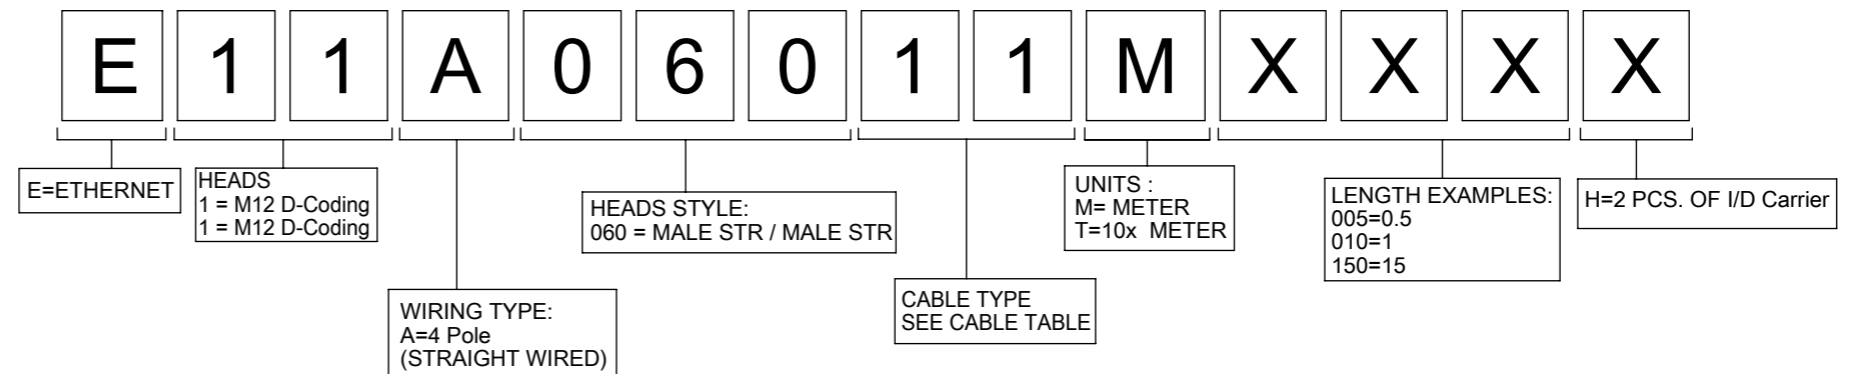 E 1 1 A 0 6 0 1 1 M X X X X
E=ETHERNET
HEADS
1 = M12 D-Coding
1 = M12 D-Coding
WIRING TYPE:
A=4 Pole
(STRAIGHT WIRED)
HEADS STYLE:
060 = MALE STR / MALE STR
CABLE TYPE
SEE CABLE TABLE
UNITS :
M= METER
T=10x METER
LENGTH EXAMPLES:
005=0.5
010=1
150=15
H=2 PCS. OF I/D Carrier